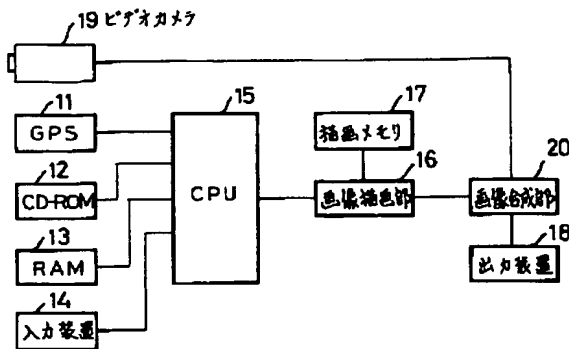 19 ビデオカメラ
11
GPS
12
CD-ROM
13
RAM
14
入力装置
15
CPU
17
描画メモリ
16
画像描画部
20
画像合成部
18
出力装置